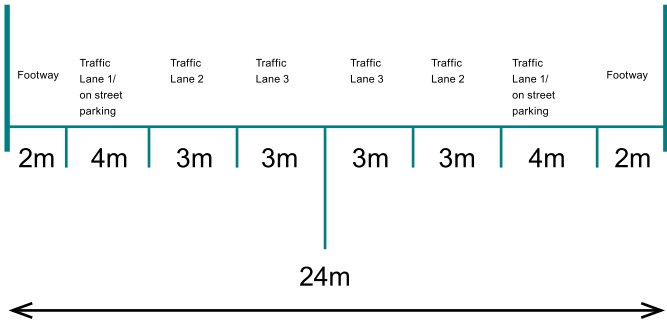 Footway
Traffic
Lane 1/
on street
parking
Traffic
Lane 2
Traffic
Lane 3
Traffic
Lane 3
Traffic
Lane 2
Traffic
Lane 1/
on street
parking
Footway
2m
4m
3m
3m
3m
3m
4m
2m
24m